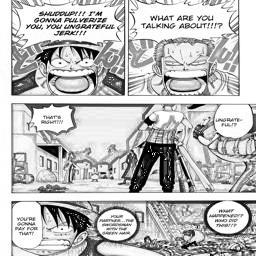 SHUDDUP!!! I'M
GONNA PULVERIZE
YOU, YOU UNGRATEFUL
JERK!!!
WHAT ARE YOU
TALKING ABOUT!!!?
THAT'S
RIGHT!!!
UNGRATE-
FUL!?
YOU'RE
GONNA
PAY FOR
THAT!
YOUR
PARTNER...THE
SWORDSMAN WITH
THE GREEN HAIR.
WHAT
HAPPENED!?
WHO DID
THIS!!?